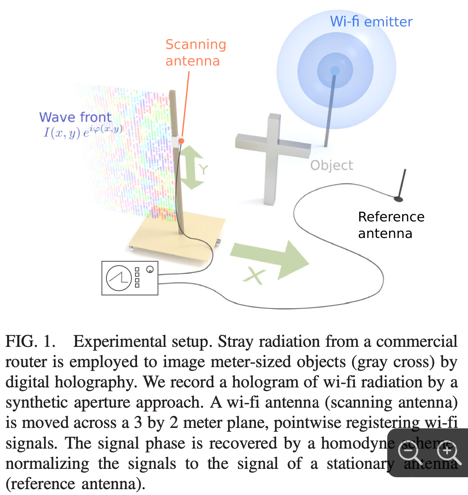 Wi-fi emitter
Scanning
antenna
Wave front
I(x, y) e^{iφ(x,y)}
Y
Object
Reference
antenna
X
FIG. 1. Experimental setup. Stray radiation from a commercial
router is employed to image meter-sized objects (gray cross) by
digital holography. We record a hologram of wi-fi radiation by a
synthetic aperture approach. A wi-fi antenna (scanning antenna)
is moved across a 3 by 2 meter plane, pointwise registering wi-fi
signals. The signal phase is recovered by a homodyne scheme,
normalizing the signals to the signal of a stationary antenna
(reference antenna).